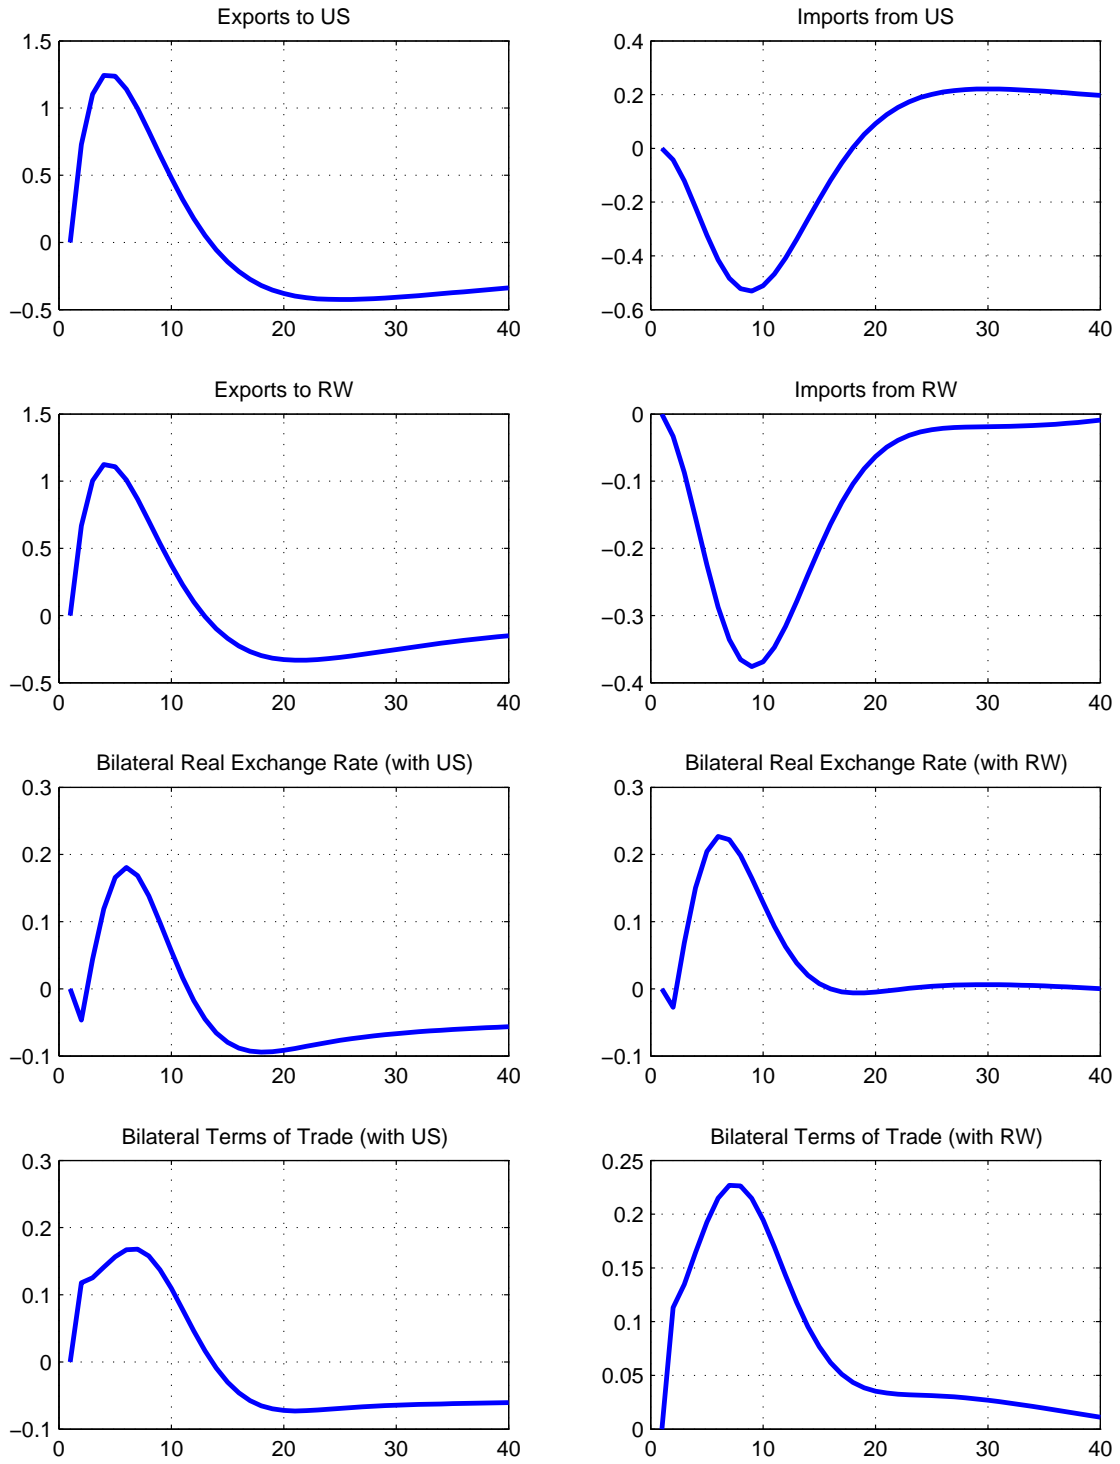 Exports to US
1.5
1
0.5
0
−0.5
0 10 20 30 40
Imports from US
0.4
0.2
0
−0.2
−0.4
−0.6
0 10 20 30 40
Exports to RW
1.5
1
0.5
0
−0.5
0 10 20 30 40
Imports from RW
0
−0.1
−0.2
−0.3
−0.4
0 10 20 30 40
Bilateral Real Exchange Rate (with US)
0.3
0.2
0.1
0
−0.1
0 10 20 30 40
Bilateral Real Exchange Rate (with RW)
0.3
0.2
0.1
0
−0.1
0 10 20 30 40
Bilateral Terms of Trade (with US)
0.3
0.2
0.1
0
−0.1
0 10 20 30 40
Bilateral Terms of Trade (with RW)
0.25
0.2
0.15
0.1
0.05
0
0 10 20 30 40